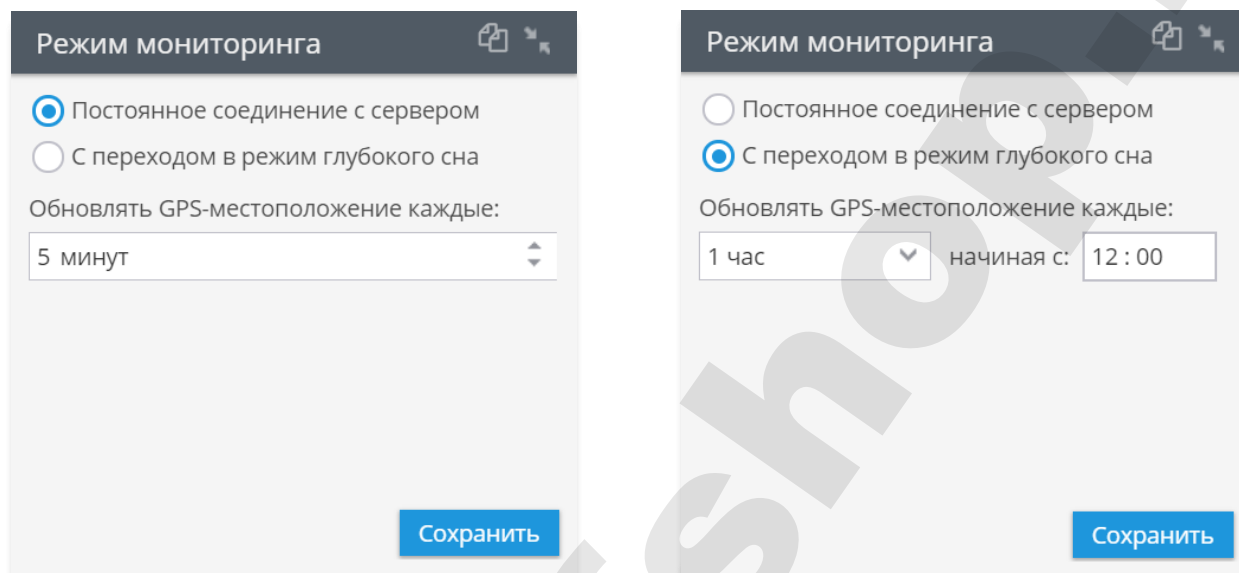 Режим мониторинга
Постоянное соединение с сервером
С переходом в режим глубокого сна
Обновлять GPS-местоположение каждые:
5 минут
Сохранить
Режим мониторинга
Постоянное соединение с сервером
С переходом в режим глубокого сна
Обновлять GPS-местоположение каждые:
1 час начиная с: 12 : 00
Сохранить
shop.